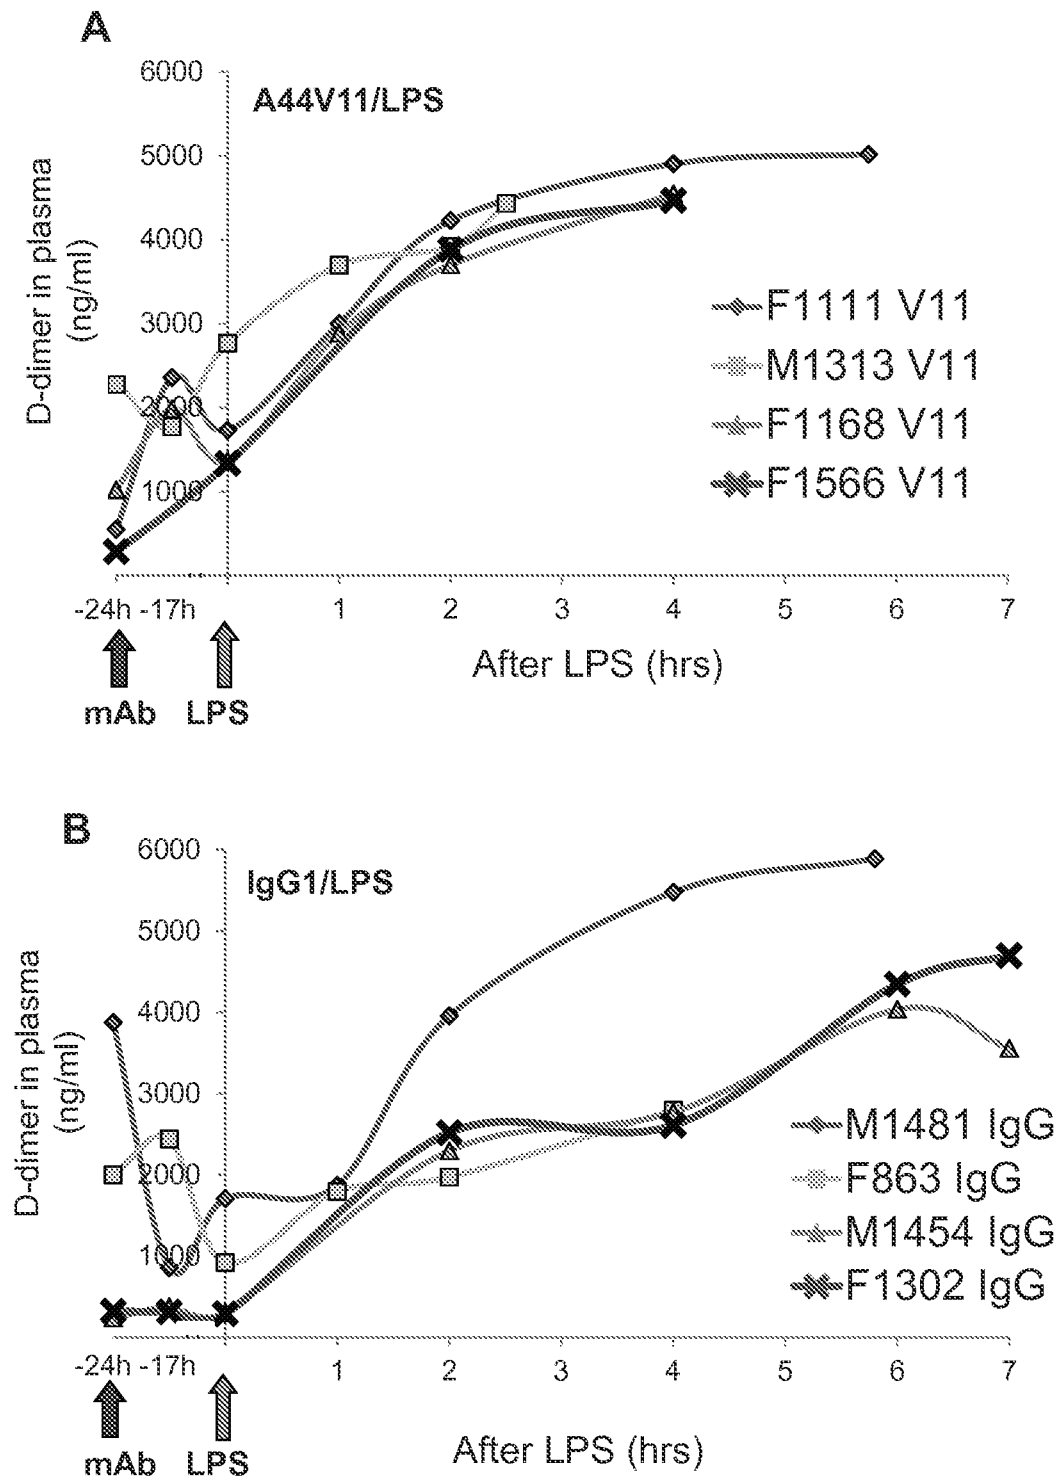 A
6000
A44V11/LPS
5000
4000
3000
2000
1000
D-dimer in plasma
(ng/ml)
F1111 V11
M1313 V11
F1168 V11
F1566 V11
-24h -17h 1 2 3 4 5 6 7
After LPS (hrs)
mAb LPS
B
6000
IgG1/LPS
5000
4000
3000
2000
1000
D-dimer in plasma
(ng/ml)
M1481 IgG
F863 IgG
M1454 IgG
F1302 IgG
-24h -17h 1 2 3 4 5 6 7
After LPS (hrs)
mAb LPS